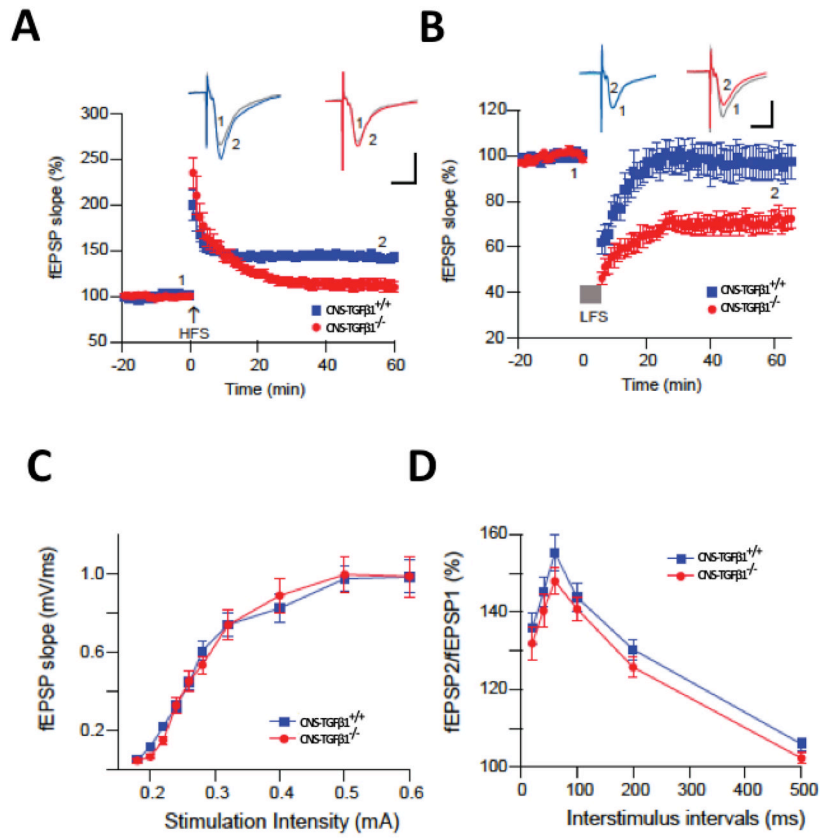 A
1
2
1
2
300
250
200
150
100
50
fEPSP slope (%)
1
2
HFS
CNS-TGFβ1+/+
CNS-TGFβ1-/-
-20
0
20
40
60
Time (min)
B
2
1
2
1
120
100
80
60
40
20
fEPSP slope (%)
1
2
LFS
CNS-TGFβ1+/+
CNS-TGFβ1-/-
-20
0
20
40
60
Time (min)
C
1.0
0.6
0.2
fEPSP slope (mV/ms)
CNS-TGFβ1+/+
CNS-TGFβ1-/-
0.2
0.3
0.4
0.5
0.6
Stimulation Intensity (mA)
D
160
140
120
100
fEPSP2/fEPSP1 (%)
CNS-TGFβ1+/+
CNS-TGFβ1-/-
0
100
200
300
400
500
Interstimulus intervals (ms)